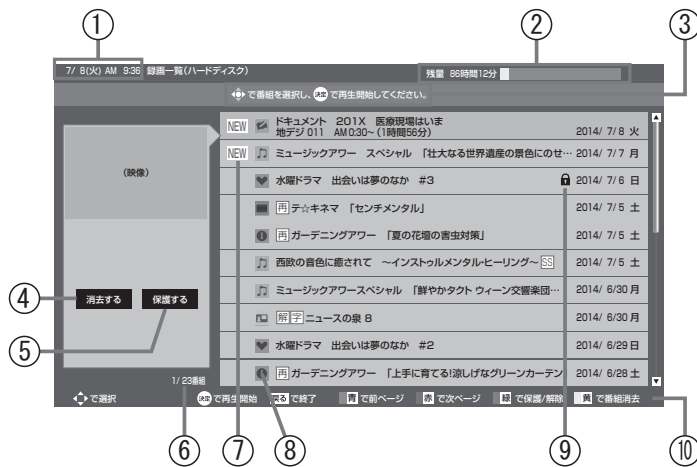 ① ② ③
7/ 8(火) AM 9:36 録画一覧(ハードディスク) 残量 86時間12分
で番組を選択し、決定で再生開始してください。
NEW ドキュメント 201X 医療現場はいま
地デジ 011 AM 0:30~(1時間56分) 2014/ 7/ 8 火
NEW ミュージックアワー スペシャル 「壮大なる世界遺産の景色にのせ… 2014/ 7/ 7 月
(映像)
水曜ドラマ 出会いは夢のなか #3 2014/ 7/ 6 日
再 テ☆キネマ 「センチメンタル」 2014/ 7/ 5 土
再 ガーデニングアワー 「夏の花壇の害虫対策」 2014/ 7/ 5 土
西欧の音色に癒されて ~インストゥルメンタル・ヒーリング~ SS 2014/ 7/ 5 土
④ 消去する 保護する
ミュージックアワースペシャル 「鮮やかタクト ウィーン交響楽団… 2014/ 6/30 月
⑤
解 字 ニュースの泉 8 2014/ 6/30 月
水曜ドラマ 出会いは夢のなか #2 2014/ 6/29 日
再 ガーデニングアワー 「上手に育てる!涼しげなグリーンカーテン 2014/ 6/28 土
1/ 23番組
で選択 決定 で再生開始 戻る で終了 青 で前ページ 赤 で次ページ 緑 で保護/解除 黄 で番組消去
⑥ ⑦ ⑧ ⑨ ⑩